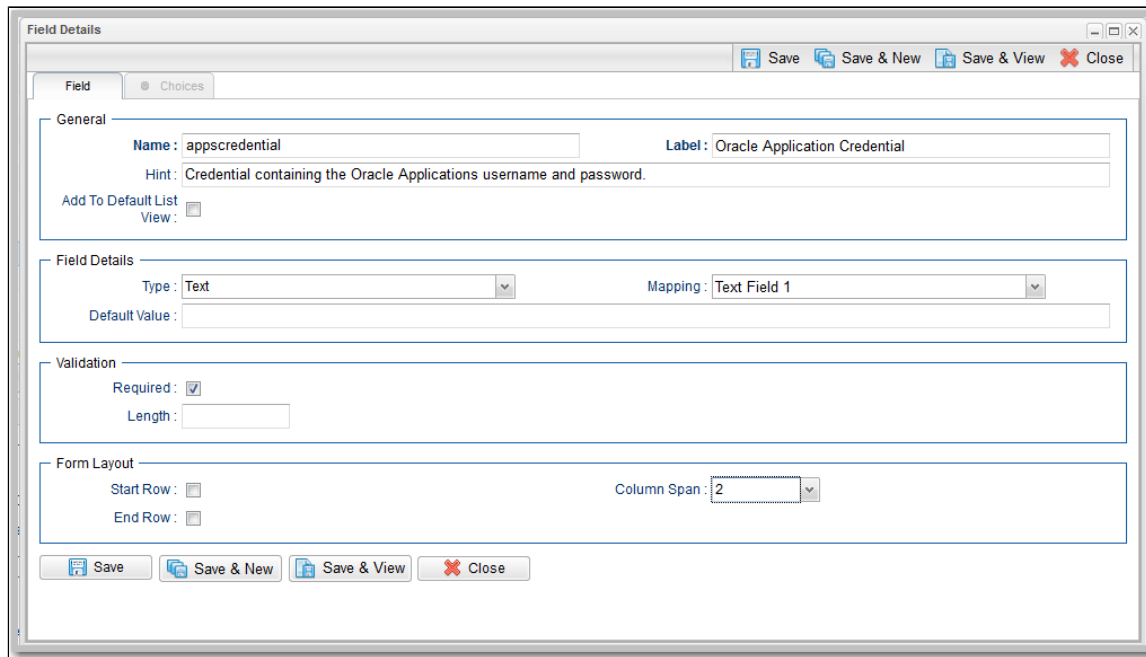 Field Details
Save Save & New Save & View Close
Field Choices
General
Name : appscredential Label : Oracle Application Credential
Hint : Credential containing the Oracle Applications username and password.
Add To Default List
View :
Field Details
Type : Text Mapping : Text Field 1
Default Value :
Validation
Required :
Length :
Form Layout
Start Row : Column Span : 2
End Row :
Save Save & New Save & View Close